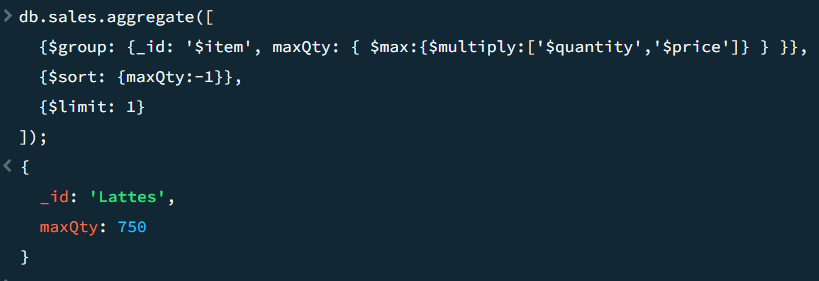 > db.sales.aggregate([
{$group: {_id: '$item', maxQty: { $max:{$multiply:['$quantity','$price']} } }},
{$sort: {maxQty:-1}},
{$limit: 1}
]);
< {
_id: 'Lattes',
maxQty: 750
}